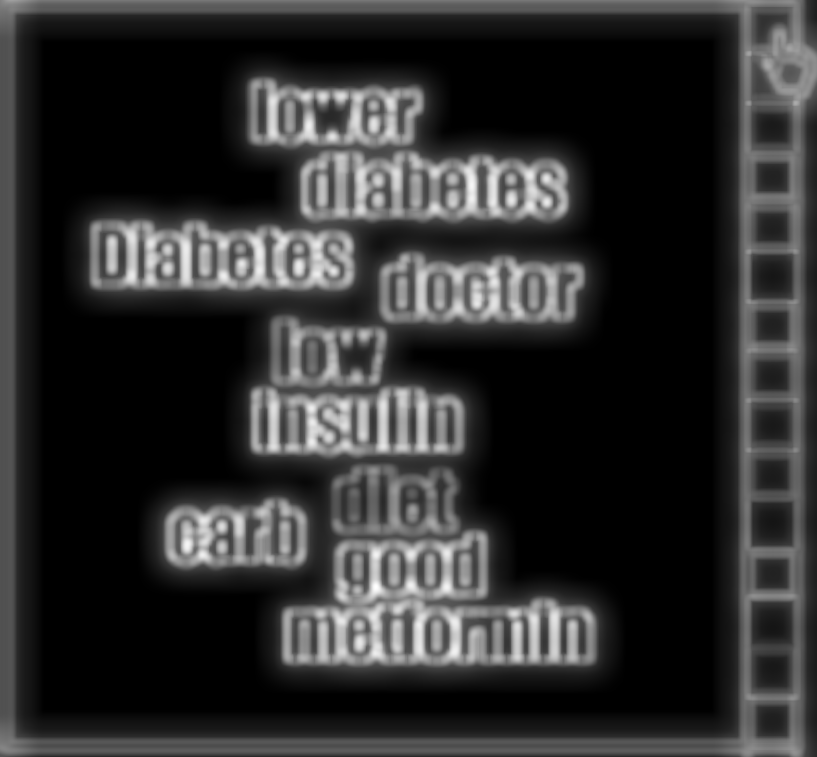 lower
diabetes
Diabetes doctor
low
insulin
diet
carb
good
metformin